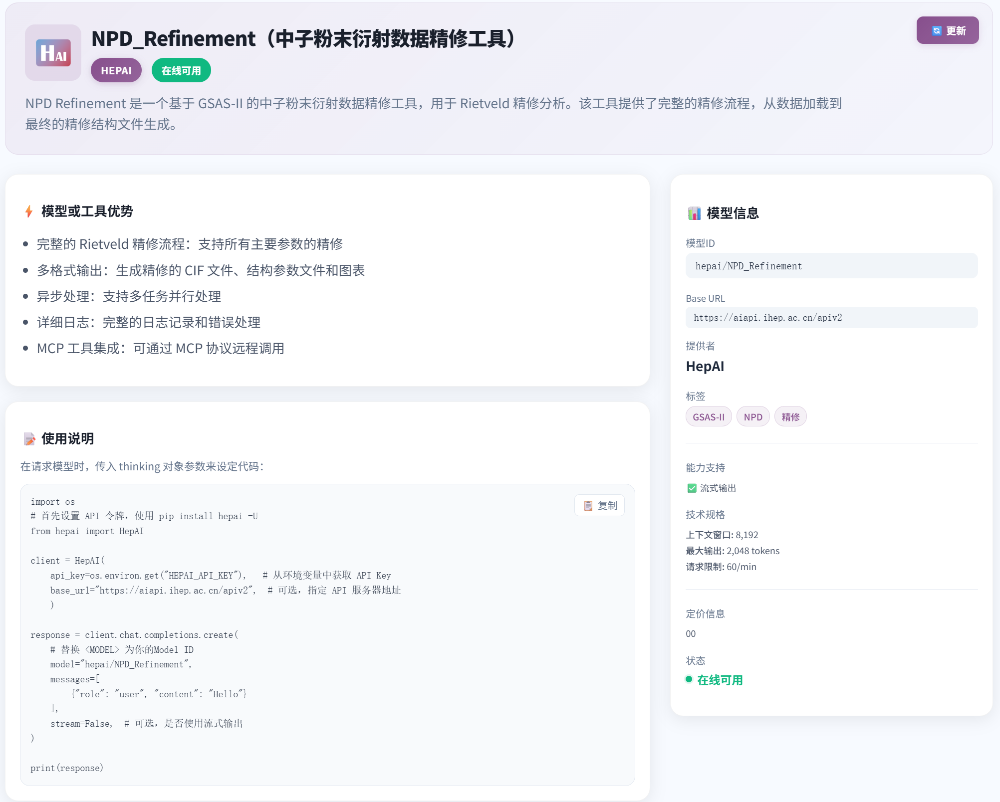 HAI
NPD_Refinement（中子粉末衍射数据精修工具）
更新
HEPAI
在线可用
NPD Refinement 是一个基于 GSAS-II 的中子粉末衍射数据精修工具，用于 Rietveld 精修分析。该工具提供了完整的精修流程，从数据加载到
最终的精修结构文件生成。
模型或工具优势
完整的 Rietveld 精修流程：支持所有主要参数的精修
多格式输出：生成精修的 CIF 文件、结构参数文件和图表
异步处理：支持多任务并行处理
详细日志：完整的日志记录和错误处理
MCP 工具集成：可通过 MCP 协议远程调用
使用说明
在请求模型时，传入 thinking 对象参数来设定代码：
复制
import os
# 首先设置 API 令牌，使用 pip install hepai -U
from hepai import HepAI
client = HepAI(
    api_key=os.environ.get("HEPAI_API_KEY"),   # 从环境变量中获取 API Key
    base_url="https://aiapi.ihep.ac.cn/apiv2",  # 可选，指定 API 服务器地址
    )
response = client.chat.completions.create(
    # 替换 <MODEL> 为你的Model ID
    model="hepai/NPD_Refinement",
    messages=[
        {"role": "user", "content": "Hello"}
    ],
    stream=False,  # 可选，是否使用流式输出
)
print(response)
模型信息
模型ID
hepai/NPD_Refinement
Base URL
https://aiapi.ihep.ac.cn/apiv2
提供者
HepAI
标签
GSAS-II
NPD
精修
能力支持
流式输出
技术规格
上下文窗口: 8,192
最大输出: 2,048 tokens
请求限制: 60/min
定价信息
00
状态
在线可用